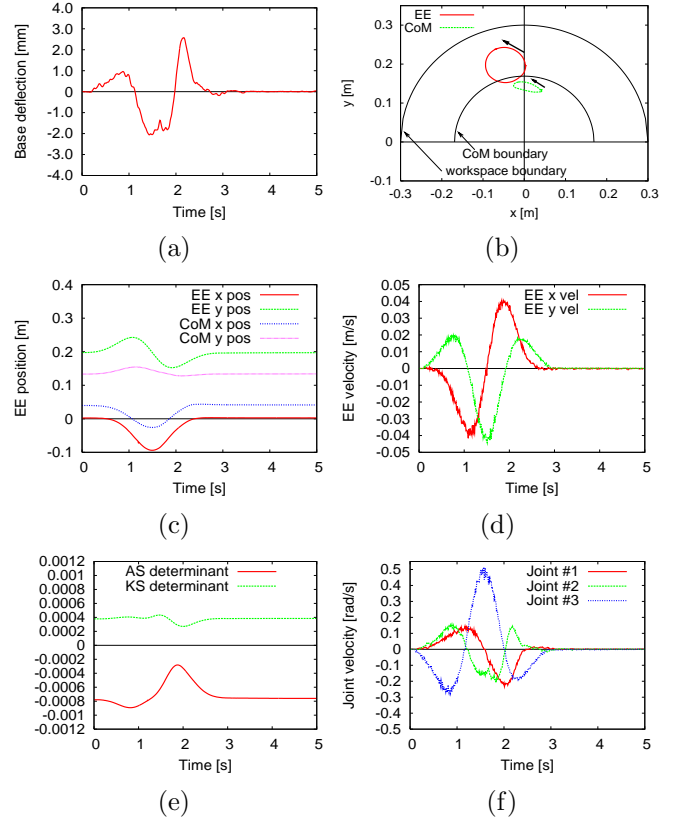 4.0
3.0
2.0
1.0
0
-1.0
-2.0
-3.0
-4.0
Base deflection [mm]
0 1 2 3 4 5
Time [s]
(a)
EE
CoM
0.4
0.3
0.2
0.1
0
-0.1
y [m]
CoM boundary
workspace boundary
-0.3 -0.2 -0.1 0 0.1 0.2 0.3
x [m]
(b)
EE x pos
EE y pos
CoM x pos
CoM y pos
0.4
0.3
0.2
0.1
0
-0.1
EE position [m]
0 1 2 3 4 5
Time [s]
(c)
EE x vel
EE y vel
0.05
0.04
0.03
0.02
0.01
0
-0.01
-0.02
-0.03
-0.04
-0.05
EE velocity [m/s]
0 1 2 3 4 5
Time [s]
(d)
AS determinant
KS determinant
0.0012
0.001
0.0008
0.0006
0.0004
0.0002
0
-0.0002
-0.0004
-0.0006
-0.0008
-0.001
-0.0012
0 1 2 3 4 5
Time [s]
(e)
Joint #1
Joint #2
Joint #3
0.5
0.4
0.3
0.2
0.1
0
-0.1
-0.2
-0.3
-0.4
-0.5
Joint velocity [rad/s]
0 1 2 3 4 5
Time [s]
(f)